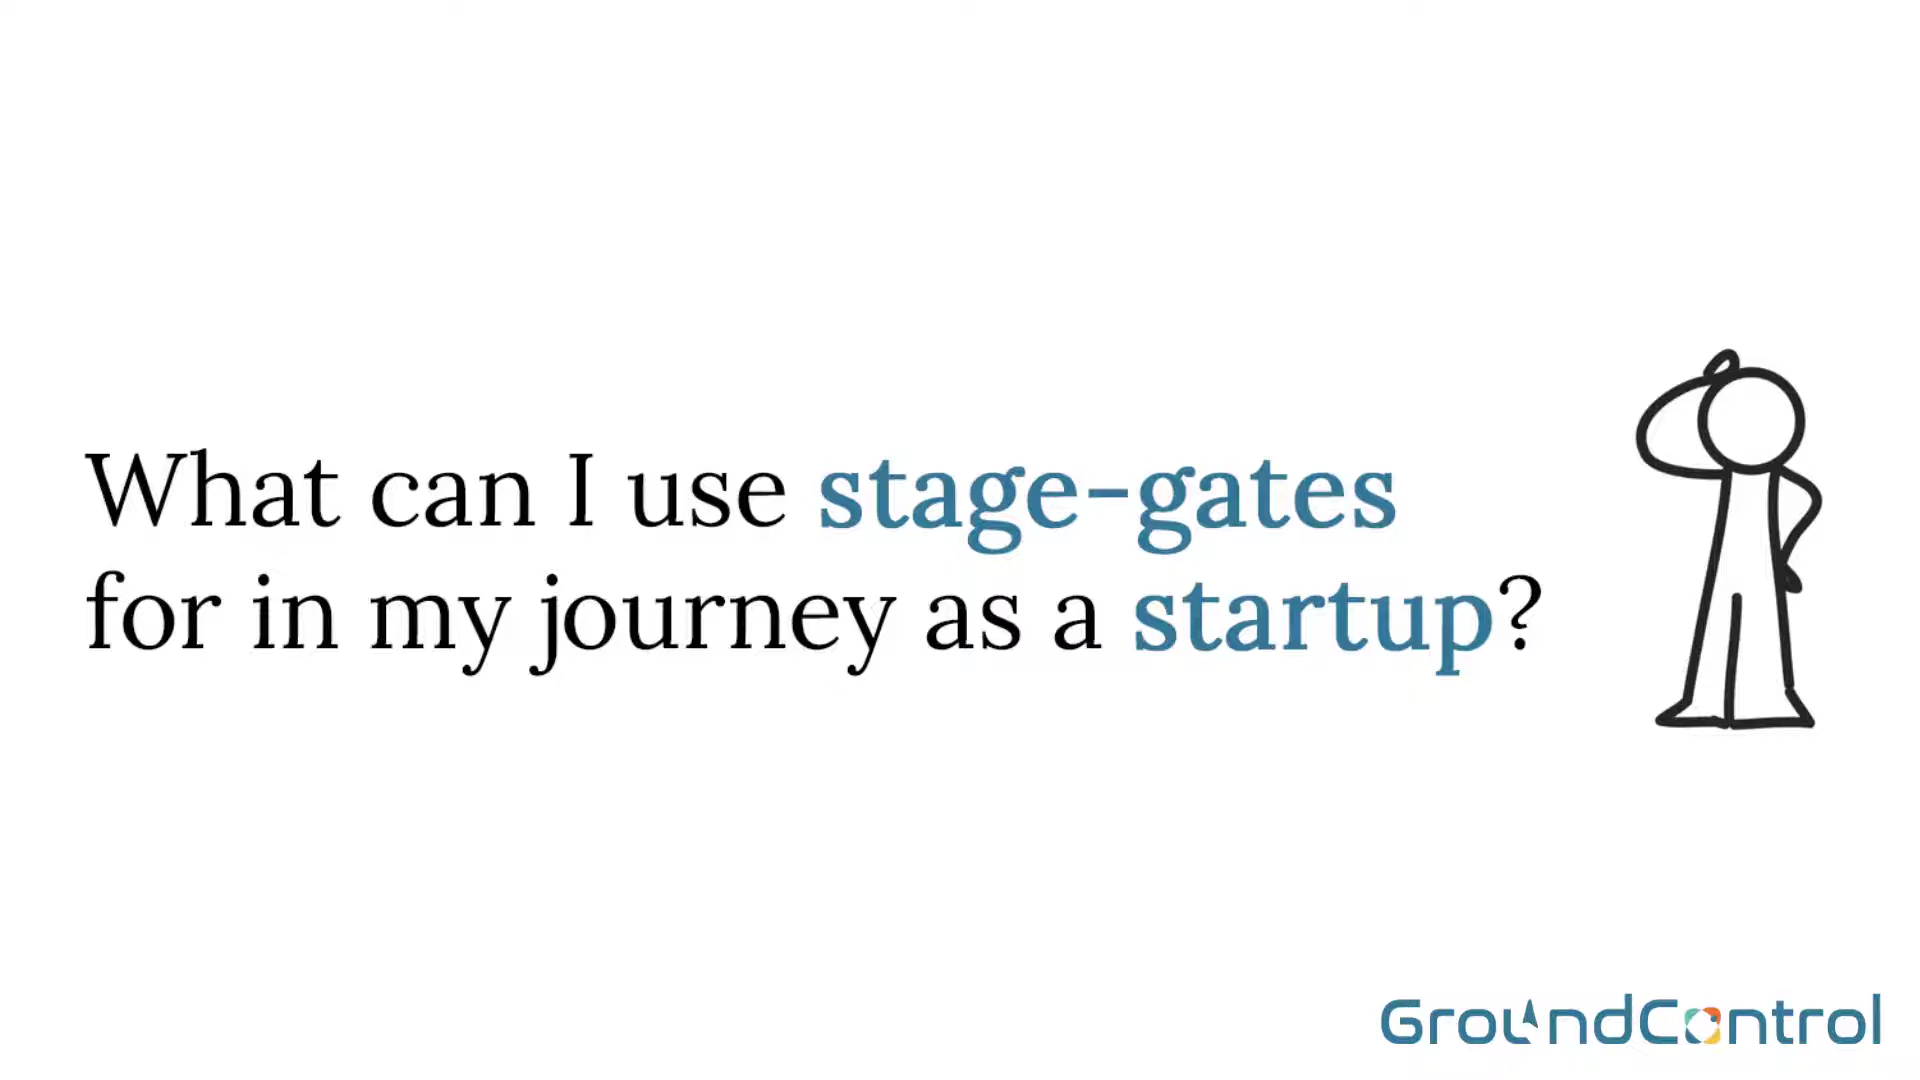 What can I use stage-gates
for in my journey as a startup?
GroundControl